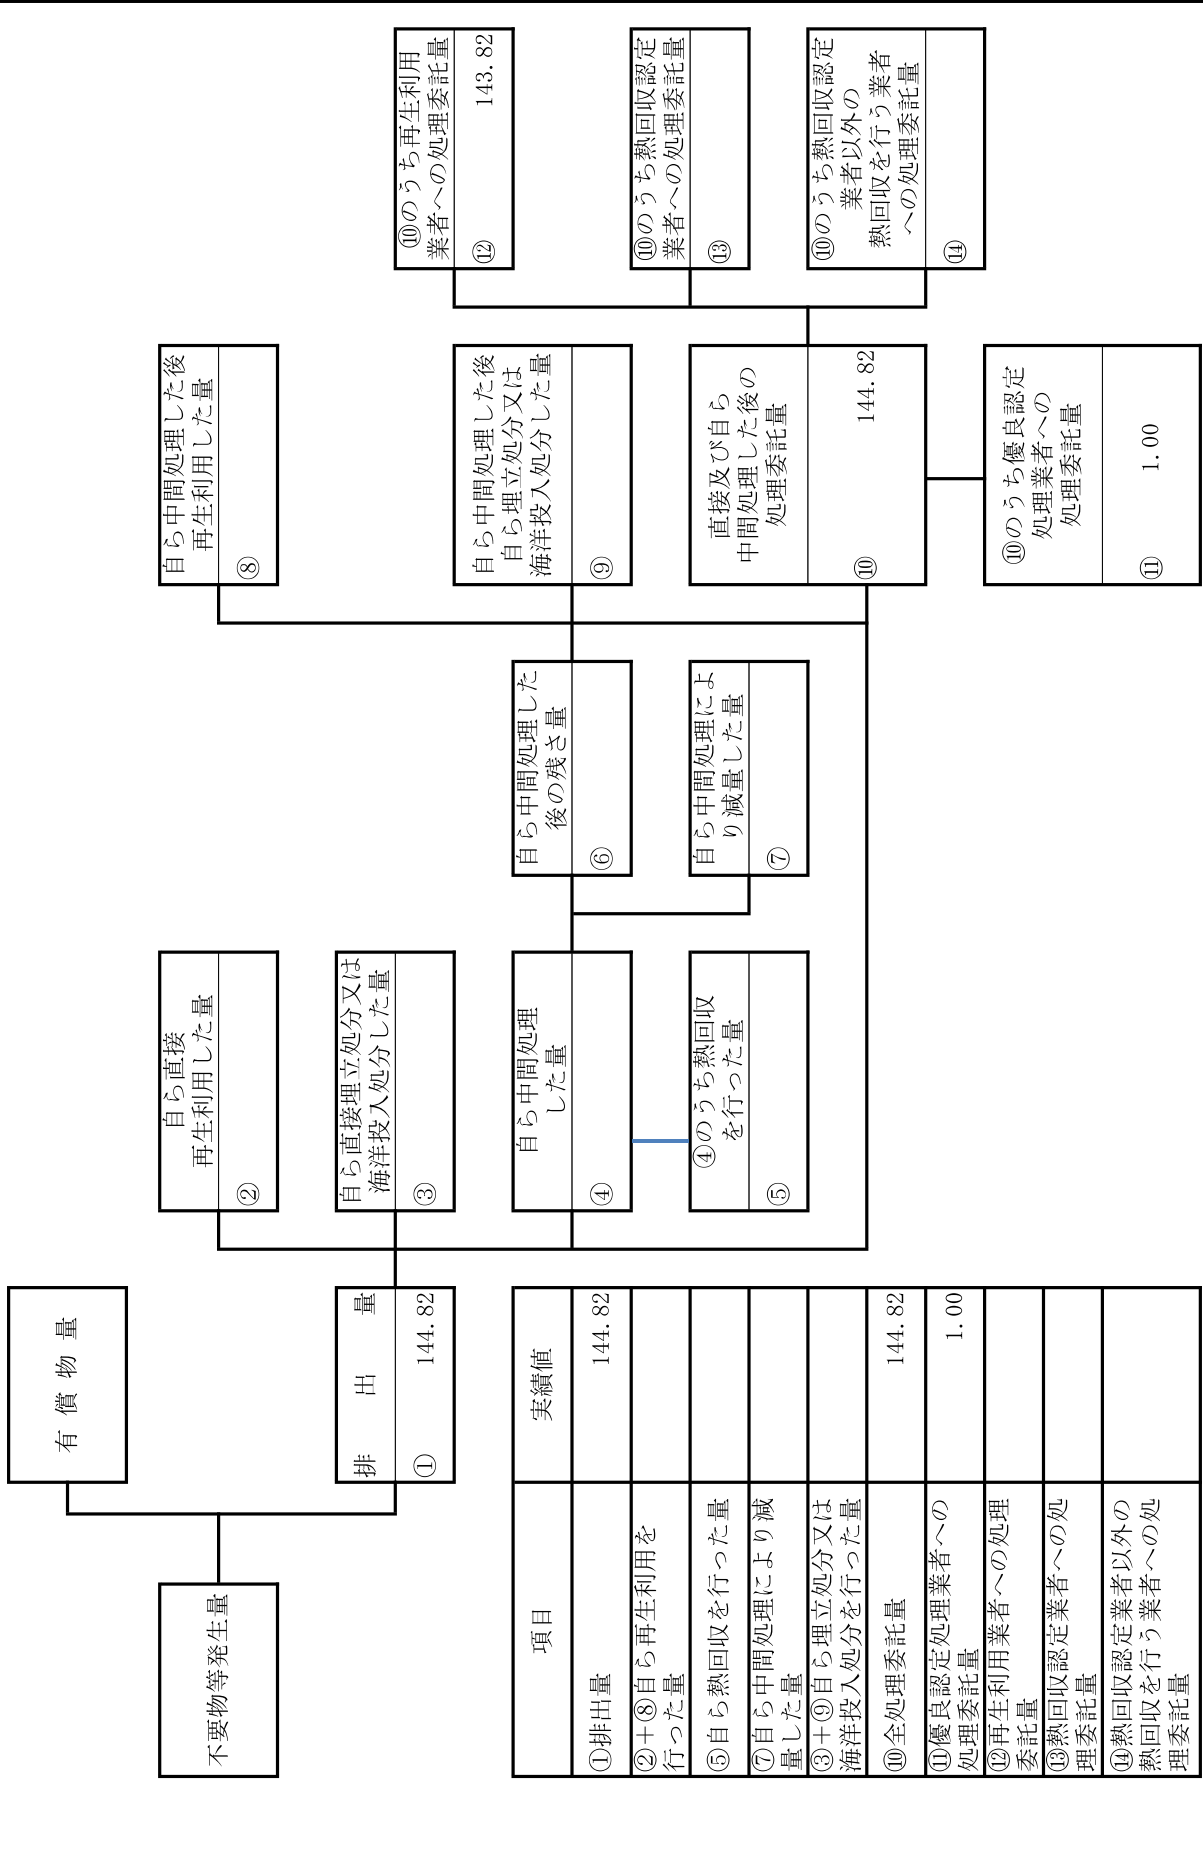 有償物量
不要物等発生量
排出量
① 144.82
自ら直接
再生利用した量
②
自ら直接埋立処分又は
海洋投入処分した量
③
自ら中間処理
した量
④
④のうち熱回収
を行った量
⑤
自ら中間処理した
後の残さ量
⑥
自ら中間処理によ
り減量した量
⑦
自ら中間処理した後
再生利用した量
⑧
自ら中間処理した後
自ら埋立処分又は
海洋投入処分した量
⑨
直接及び自ら
中間処理した後の
処理委託量
⑩ 144.82
⑩のうち優良認定
処理業者への
処理委託量
⑪ 1.00
⑩のうち再生利用
業者への処理委託量
⑫ 143.82
⑩のうち熱回収認定
業者への処理委託量
⑬
⑩のうち熱回収認定
業者以外の
熱回収を行う業者
への処理委託量
⑭
項目 実績値
①排出量 144.82
②＋⑧自ら再生利用を
行った量
⑤自ら熱回収を行った量
⑦自ら中間処理により減
量した量
③＋⑨自ら埋立処分又は
海洋投入処分を行った量
⑩全処理委託量 144.82
⑪優良認定処理業者への
処理委託量 1.00
⑫再生利用業者への処理
委託量
⑬熱回収認定業者への処
理委託量
⑭熱回収認定業者以外の
熱回収を行う業者への処
理委託量